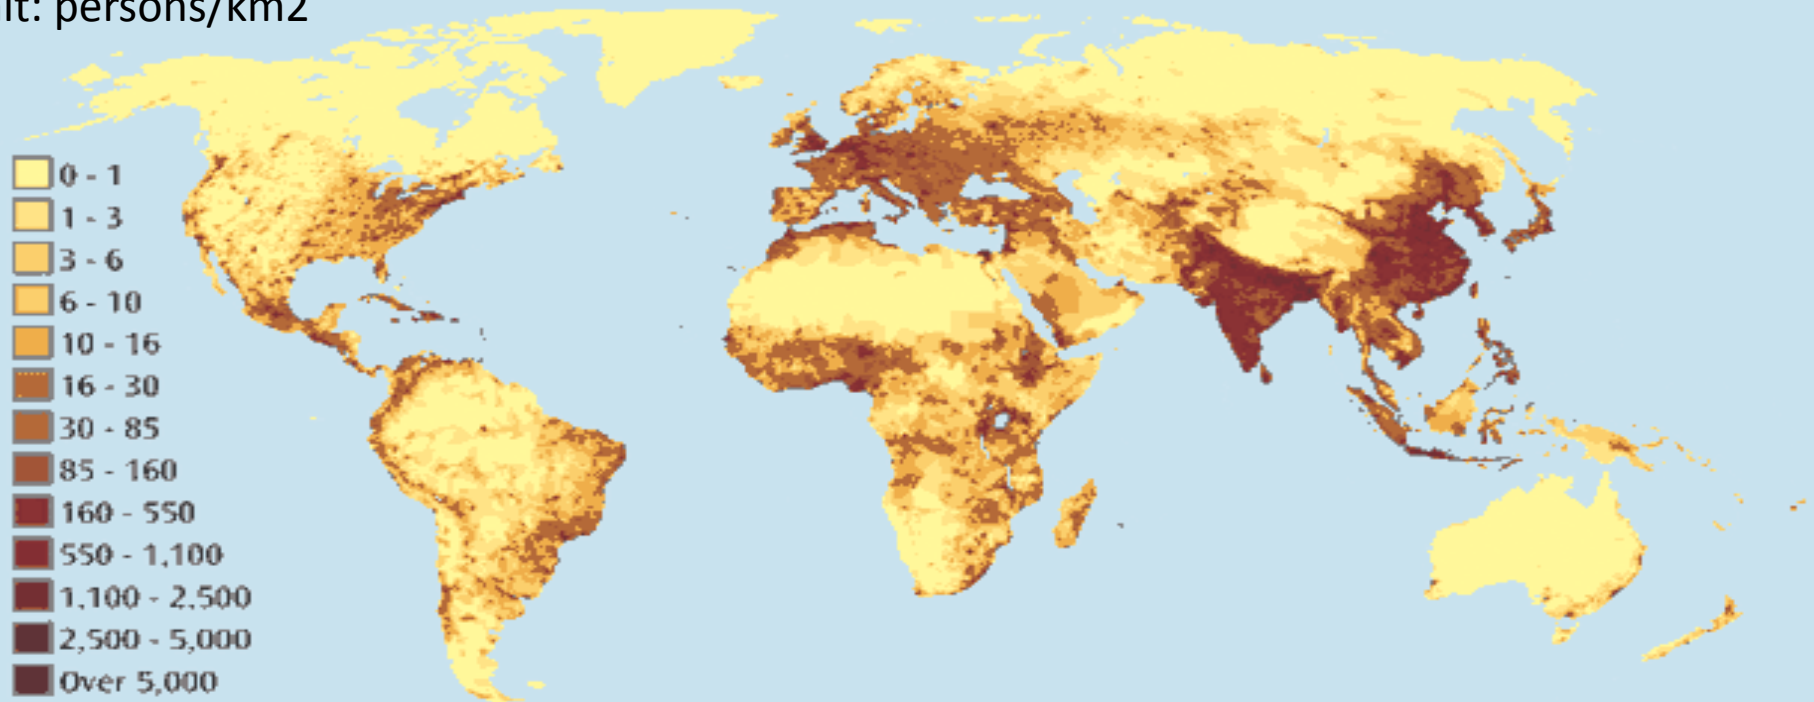 it: persons/km2
0 - 1
1 - 3
3 - 6
6 - 10
10 - 16
16 - 30
30 - 85
85 - 160
160 - 550
550 - 1,100
1,100 - 2,500
2,500 - 5,000
Over 5,000